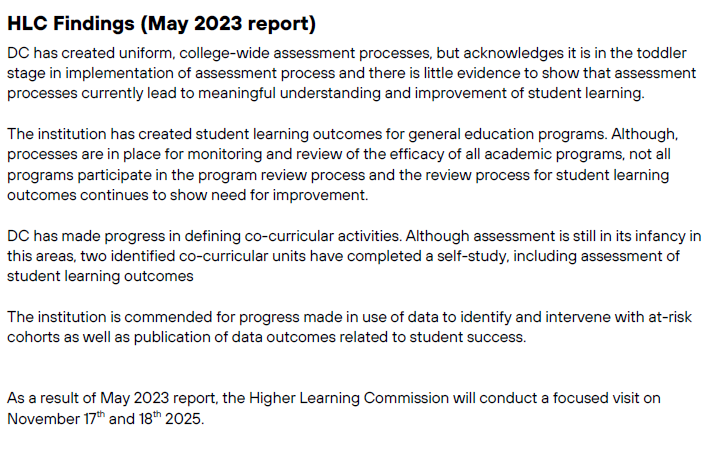 HLC Findings (May 2023 report)
DC has created uniform, college-wide assessment processes, but acknowledges it is in the toddler
stage in implementation of assessment process and there is little evidence to show that assessment
processes currently lead to meaningful understanding and improvement of student learning.
The institution has created student learning outcomes for general education programs. Although,
processes are in place for monitoring and review of the efficacy of all academic programs, not all
programs participate in the program review process and the review process for student learning
outcomes continues to show need for improvement.
DC has made progress in defining co-curricular activities. Although assessment is still in its infancy in
this areas, two identified co-curricular units have completed a self-study, including assessment of
student learning outcomes
The institution is commended for progress made in use of data to identify and intervene with at-risk
cohorts as well as publication of data outcomes related to student success.
As a result of May 2023 report, the Higher Learning Commission will conduct a focused visit on
November 17th and 18th 2025.